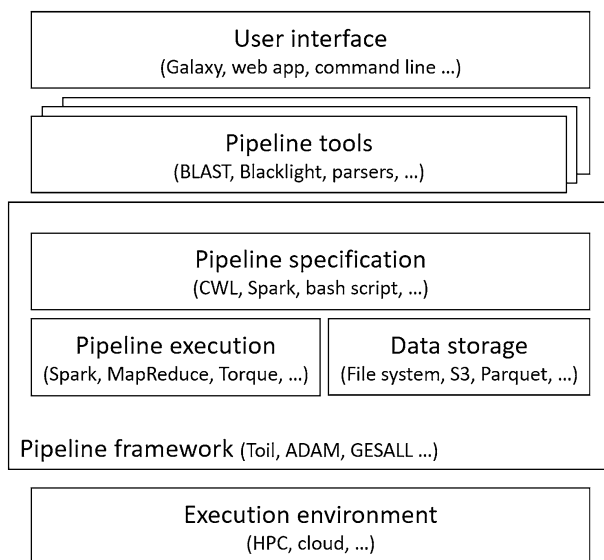 User interface
(Galaxy, web app, command line ...)
Pipeline tools
(BLAST, Blacklight, parsers, ...)
Pipeline specification
(CWL, Spark, bash script, ...)
Pipeline execution
(Spark, MapReduce, Torque, ...)
Data storage
(File system, S3, Parquet, ...)
Pipeline framework (Toil, ADAM, GESALL ...)
Execution environment
(HPC, cloud, ...)